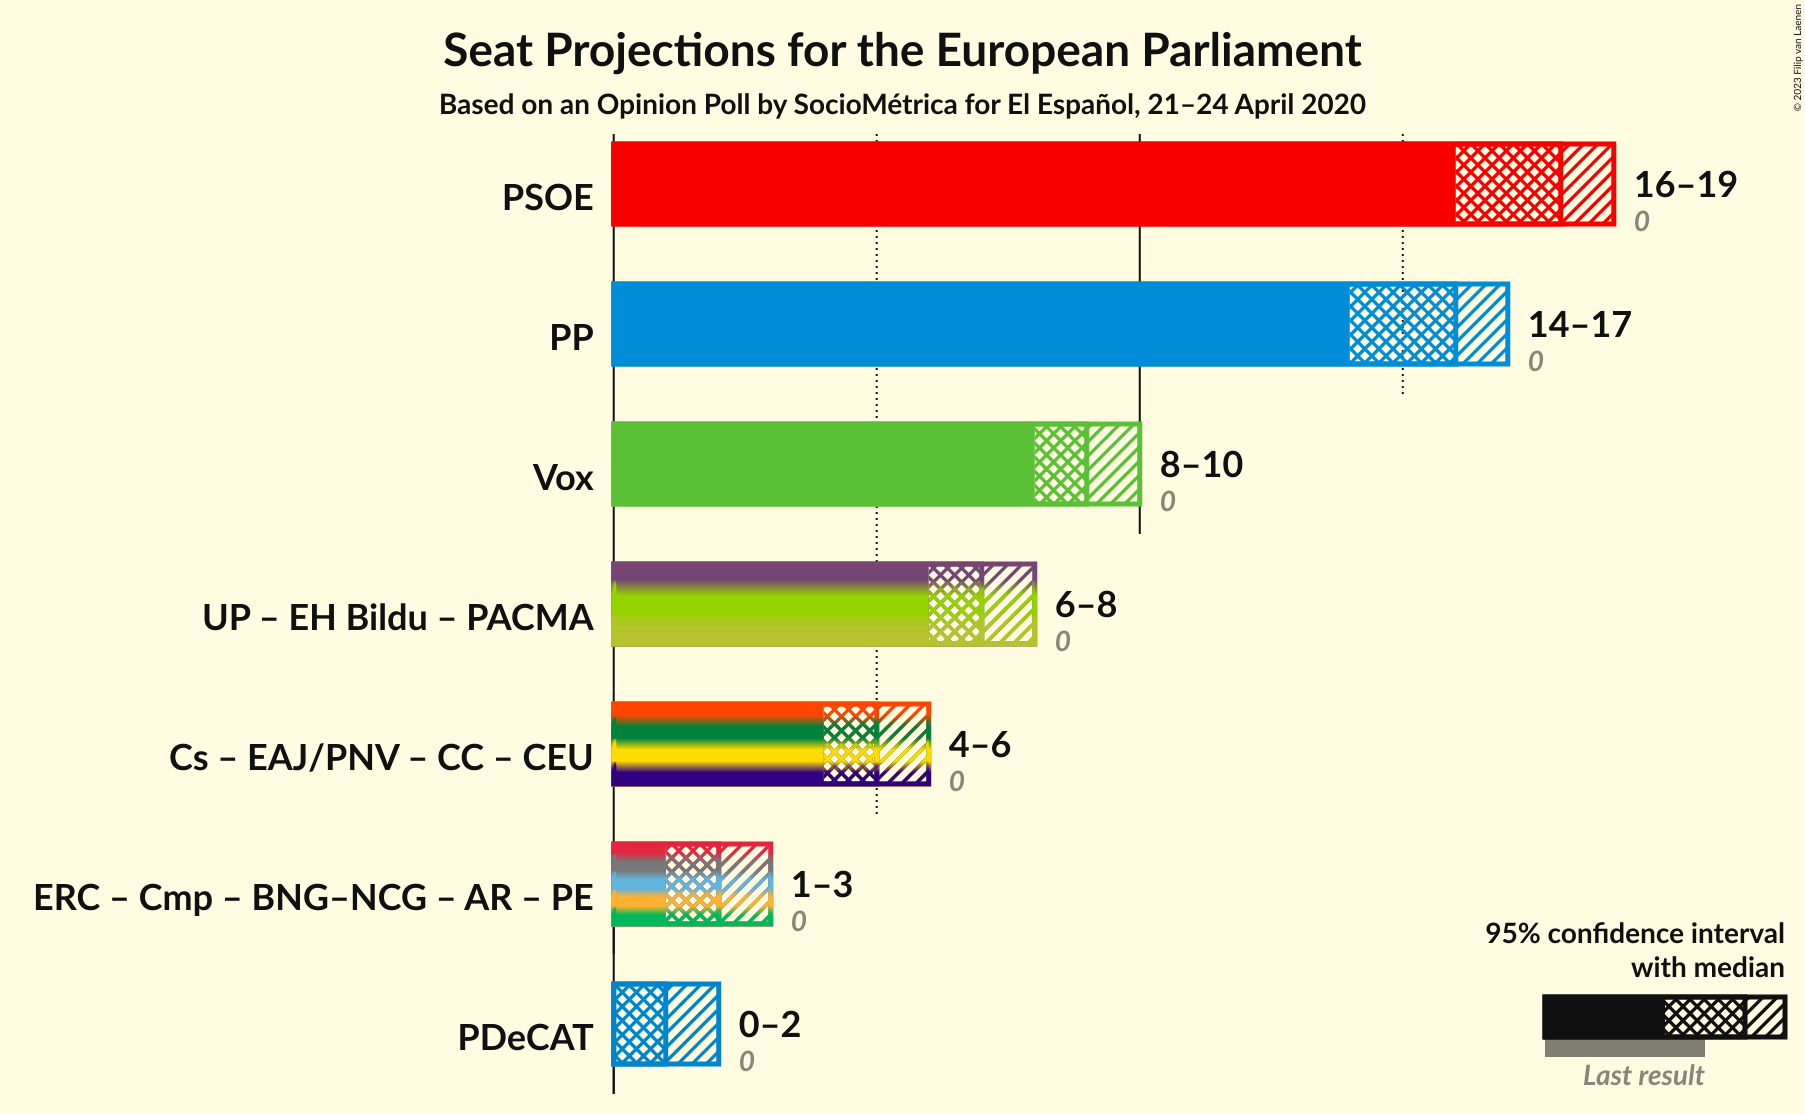 Seat Projections for the European Parliament
Based on an Opinion Poll by SocioMétrica for El Español, 21–24 April 2020
© 2023 Filip van Laenen
PSOE
16–19
0
PP
14–17
0
Vox
8–10
0
UP – EH Bildu – PACMA
6–8
0
Cs – EAJ/PNV – CC – CEU
4–6
0
ERC – Cmp – BNG–NCG – AR – PE
1–3
0
PDeCAT
0–2
0
95% confidence interval
with median
Last result